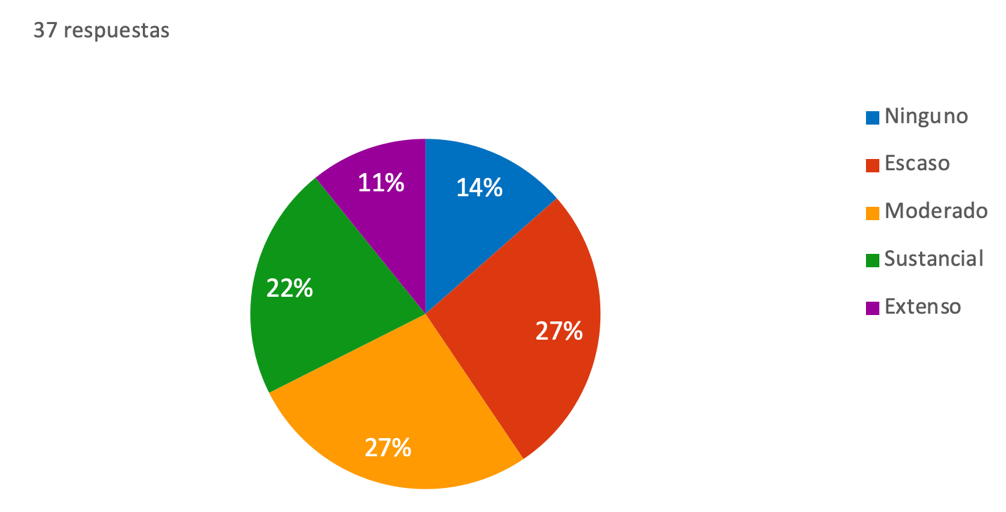 37 respuestas
Ninguno
Escaso
Moderado
Sustancial
Extenso
11%
14%
22%
27%
27%